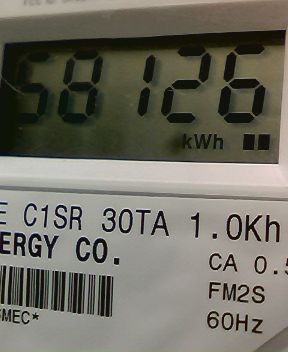 58126
kWh
E C1SR 30TA 1.0Kh
ERGY CO.
CA 0.5
FM2S
MEC*
60Hz